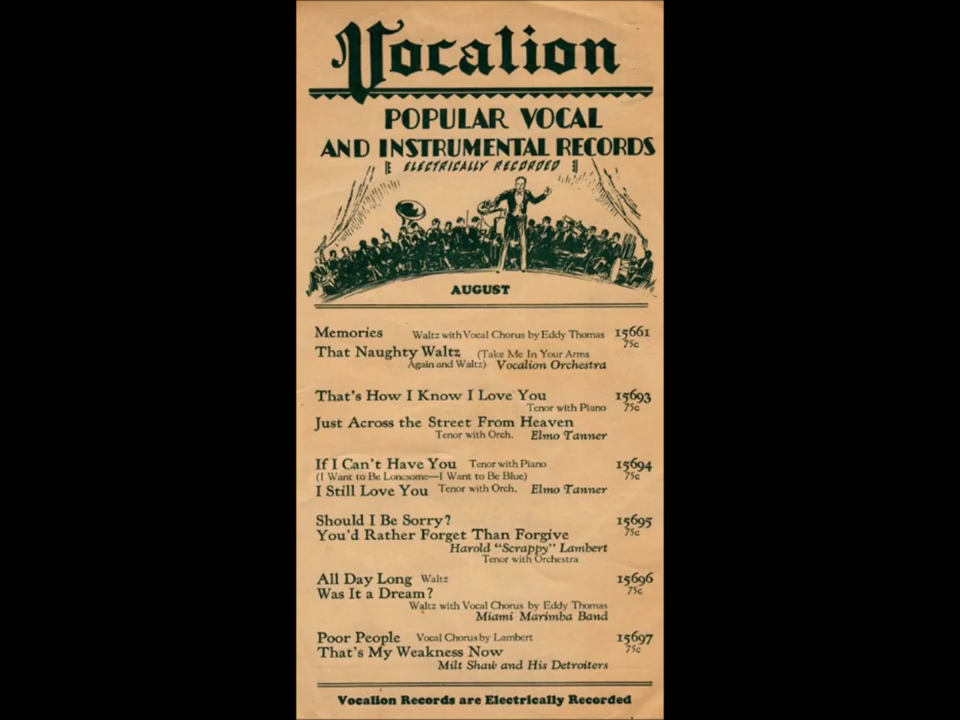 Vocalion
POPULAR VOCAL
AND INSTRUMENTAL RECORDS
ELECTRICALLY RECORDED
AUGUST
Memories Waltz with Vocal Chorus by Eddy Thomas 15661
75c
That Naughty Waltz (Take Me In Your Arms
Again and Waltz) Vocalion Orchestra
That's How I Know I Love You 15693
Tenor with Piano 75c
Just Across the Street From Heaven
Tenor with Orch. Elmo Tanner
If I Can't Have You Tenor with Piano 15694
(I Want to Be Lonesome—I Want to Be Blue) 75c
I Still Love You Tenor with Orch. Elmo Tanner
Should I Be Sorry? 15695
You'd Rather Forget Than Forgive 75c
Harold "Scrappy" Lambert
Tenor with Orchestra
All Day Long Waltz 15696
Was It a Dream? 75c
Waltz with Vocal Chorus by Eddy Thomas
Miami Marimba Band
Poor People Vocal Chorus by Lambert 15697
That's My Weakness Now 75c
Milt Shaw and His Detroiters
Vocalion Records are Electrically Recorded